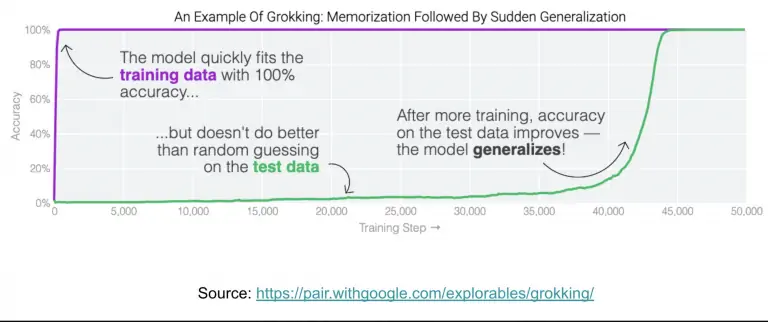 An Example Of Grokking: Memorization Followed By Sudden Generalization
100%
80%
60%
40%
20%
0%
Accuracy
The model quickly fits the
training data with 100%
accuracy...
...but doesn't do better
than random guessing
on the test data
After more training, accuracy
on the test data improves —
the model generalizes!
0
5,000
10,000
15,000
20,000
25,000
30,000
35,000
40,000
45,000
50,000
Training Step →
Source: https://pair.withgoogle.com/explorables/grokking/